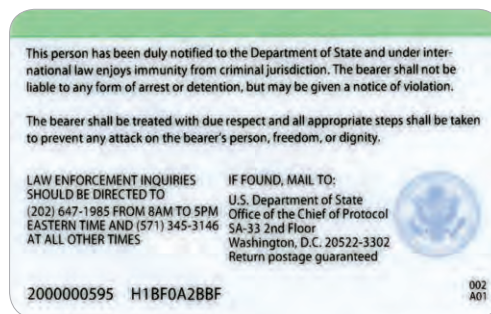 This person has been duly notified to the Department of State and under inter-
national law enjoys immunity from criminal jurisdiction. The bearer shall not be
liable to any form of arrest or detention, but may be given a notice of violation.
The bearer shall be treated with due respect and all appropriate steps shall be taken
to prevent any attack on the bearer's person, freedom, or dignity.
LAW ENFORCEMENT INQUIRIES
SHOULD BE DIRECTED TO
(202) 647-1985 FROM 8AM TO 5PM
EASTERN TIME AND (571) 345-3146
AT ALL OTHER TIMES
IF FOUND, MAIL TO:
U.S. Department of State
Office of the Chief of Protocol
SA-33 2nd Floor
Washington, D.C. 20522-3302
Return postage guaranteed
2000000595 H1BF0A2BBF
002
A01